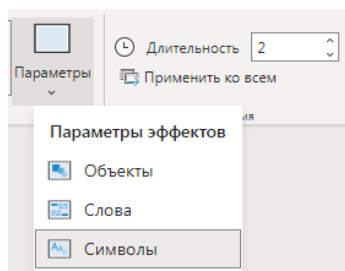 Длительность 2
Параметры
Применить ко всем
Параметры эффектов
Объекты
Слова
Символы